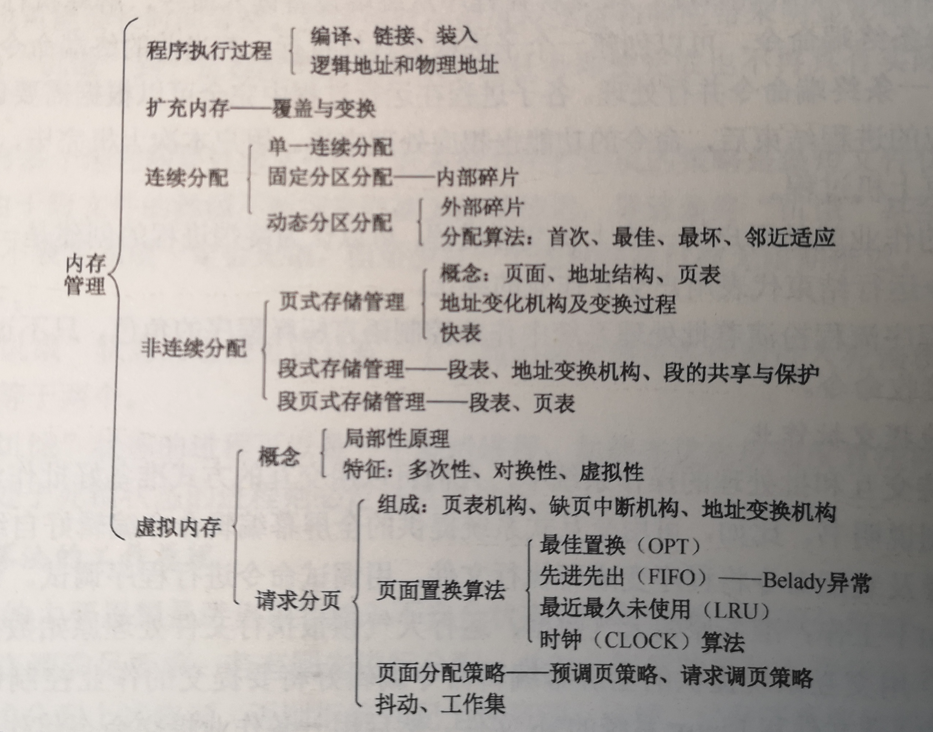 内存
管理
程序执行过程
编译、链接、装入
逻辑地址和物理地址
扩充内存——覆盖与变换
连续分配
单一连续分配
固定分区分配——内部碎片
动态分区分配
外部碎片
分配算法：首次、最佳、最坏、邻近适应
非连续分配
页式存储管理
概念：页面、地址结构、页表
地址变化机构及变换过程
快表
段式存储管理——段表、地址变换机构、段的共享与保护
段页式存储管理——段表、页表
虚拟内存
概念
局部性原理
特征：多次性、对换性、虚拟性
请求分页
组成：页表机构、缺页中断机构、地址变换机构
页面置换算法
最佳置换（OPT）
先进先出（FIFO）——Belady异常
最近最久未使用（LRU）
时钟（CLOCK）算法
页面分配策略——预调页策略、请求调页策略
抖动、工作集